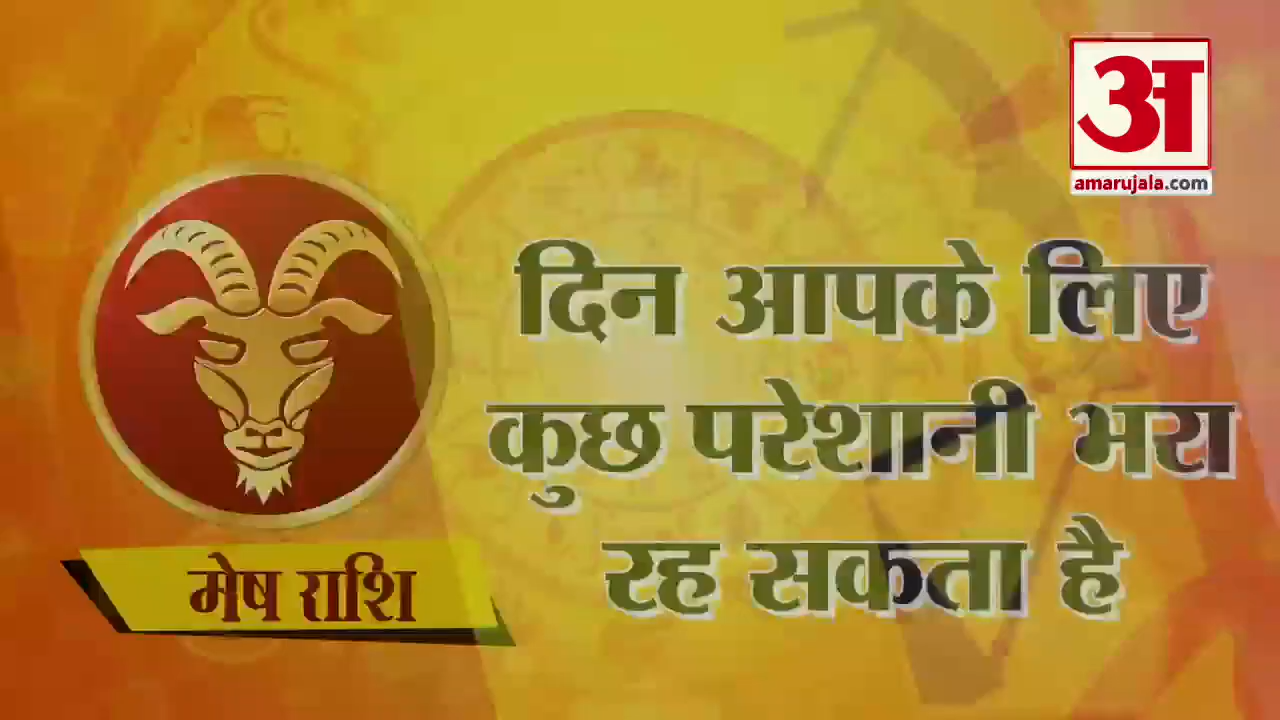 अ
amarujala.com
दिन आपके लिए
कुछ परेशानी भरा
रह सकता है
मेष राशि